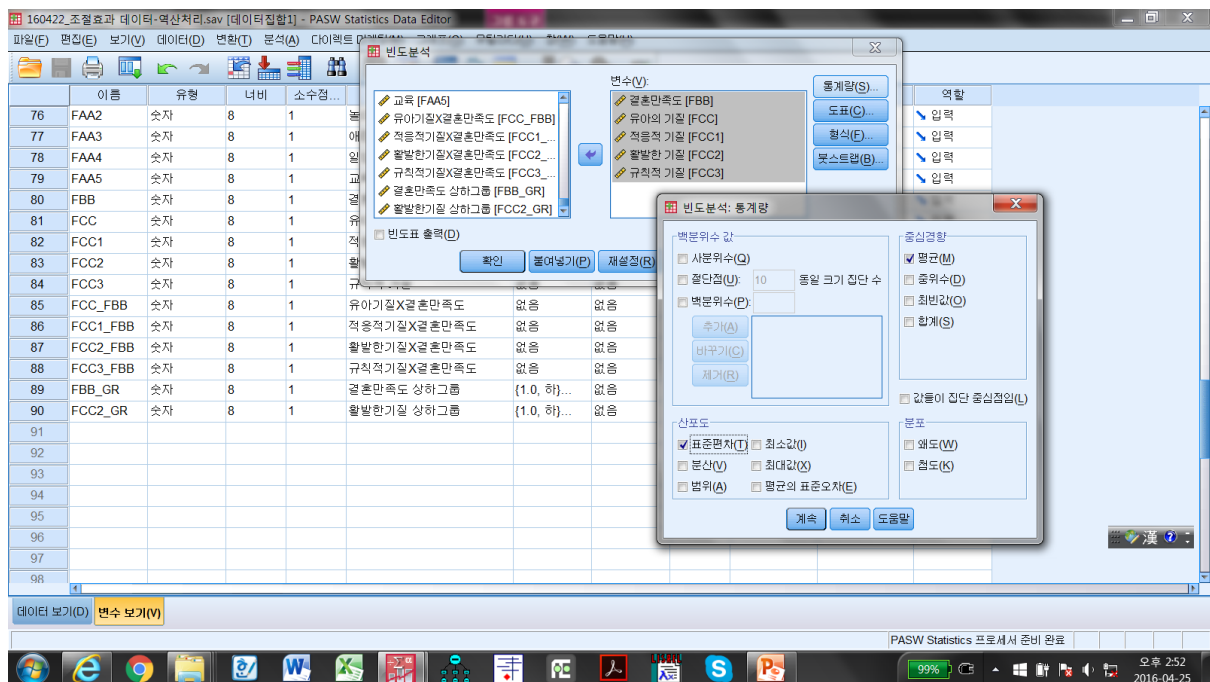 160422_조절효과 데이터-역산처리.sav [데이터집합1] - PASW Statistics Data Editor
파일(F) 편집(E) 보기(V) 데이터(D) 변환(T) 분석(A)
이름 유형 너비 소수점... 역할
76 FAA2 숫자 8 1 입력
77 FAA3 숫자 8 1 입력
78 FAA4 숫자 8 1 입력
79 FAA5 숫자 8 1 입력
80 FBB 숫자 8 1
81 FCC 숫자 8 1
82 FCC1 숫자 8 1
83 FCC2 숫자 8 1
84 FCC3 숫자 8 1
85 FCC_FBB 숫자 8 1 유아기질X결혼만족도 없음 없음
86 FCC1_FBB 숫자 8 1 적응적기질X결혼만족도 없음 없음
87 FCC2_FBB 숫자 8 1 활발한기질X결혼만족도 없음 없음
88 FCC3_FBB 숫자 8 1 규칙적기질X결혼만족도 없음 없음
89 FBB_GR 숫자 8 1 결혼만족도 상하그룹 {1.0, 하}... 없음
90 FCC2_GR 숫자 8 1 활발한기질 상하그룹 {1.0, 하}... 없음
91
92
93
94
95
96
97
98
빈도분석
교육 [FAA5]
유아기질X결혼만족도 [FCC_FBB]
적응적기질X결혼만족도 [FCC1_...
활발한기질X결혼만족도 [FCC2_...
규칙적기질X결혼만족도 [FCC3_...
결혼만족도 상하그룹 [FBB_GR]
활발한기질 상하그룹 [FCC2_GR]
변수(V):
결혼만족도 [FBB]
유아의 기질 [FCC]
적응적 기질 [FCC1]
활발한 기질 [FCC2]
규칙적 기질 [FCC3]
통계량(S)...
도표(C)...
형식(F)...
붓스트랩(B)...
빈도표 출력(D)
확인 붙여넣기(P) 재설정(R)
빈도분석: 통계량
백분위수 값
사분위수(Q)
절단점(U): 10 동일 크기 집단 수
백분위수(P):
추가(A)
바꾸기(C)
제거(R)
중심경향
평균(M)
중위수(D)
최빈값(O)
합계(S)
값들이 집단 중심점임(L)
산포도
표준편차(T) 최소값(I)
분산(V) 최대값(X)
범위(A) 평균의 표준오차(E)
분포
왜도(W)
첨도(K)
계속 취소 도움말
漢
데이터 보기(D) 변수 보기(V)
PASW Statistics 프로세서 준비 완료
99%
오후 2:52
2016-04-25